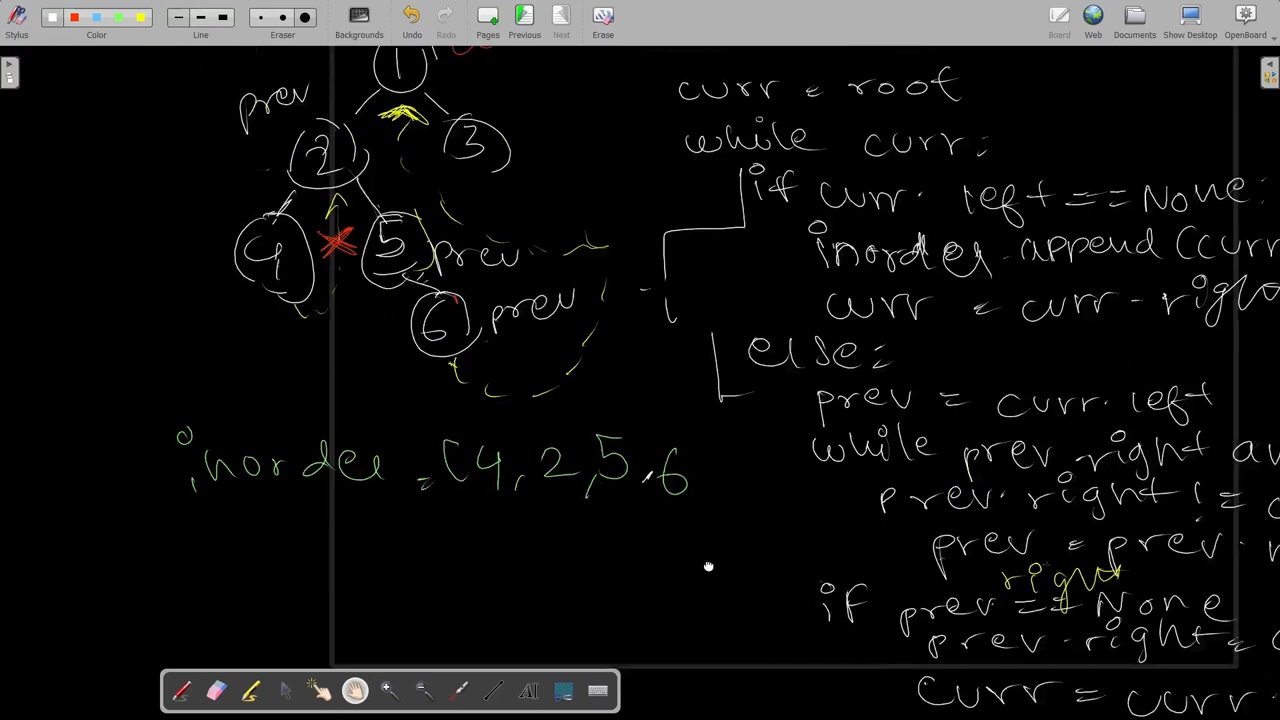 Stylus Color Line Eraser Backgrounds Undo Redo Pages Previous Next Erase Board Web Documents Show Desktop OpenBoard
1
prev
2 3
4 5 prev
6 prev
inorder = [4, 2, 5, 6
curr = root
while curr:
if curr. left == None:
inorder. append (curr
curr = curr. right
else:
prev = curr. left
while prev. right an
prev. right ! =
prev = prev. r
right
if prev == None
prev. right =
curr = curr.